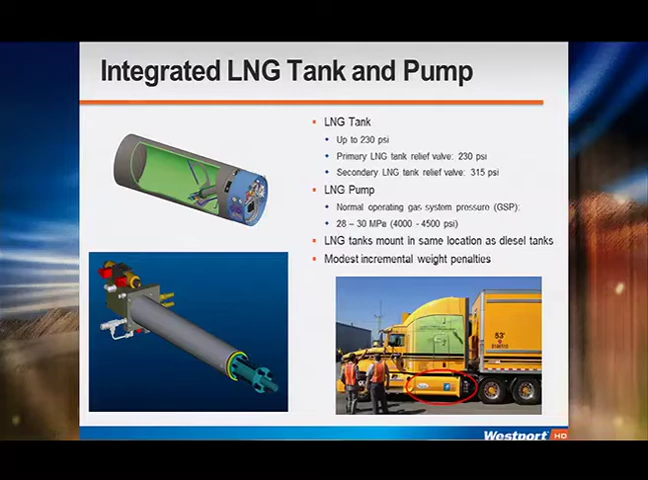 Integrated LNG Tank and Pump
▪ LNG Tank
✦ Up to 230 psi
✦ Primary LNG tank relief valve: 230 psi
✦ Secondary LNG tank relief valve: 315 psi
▪ LNG Pump
✦ Normal operating gas system pressure (GSP):
✦ 28 – 30 MPa (4000 - 4500 psi)
▪ LNG tanks mount in same location as diesel tanks
▪ Modest incremental weight penalties
53'
Westport HD